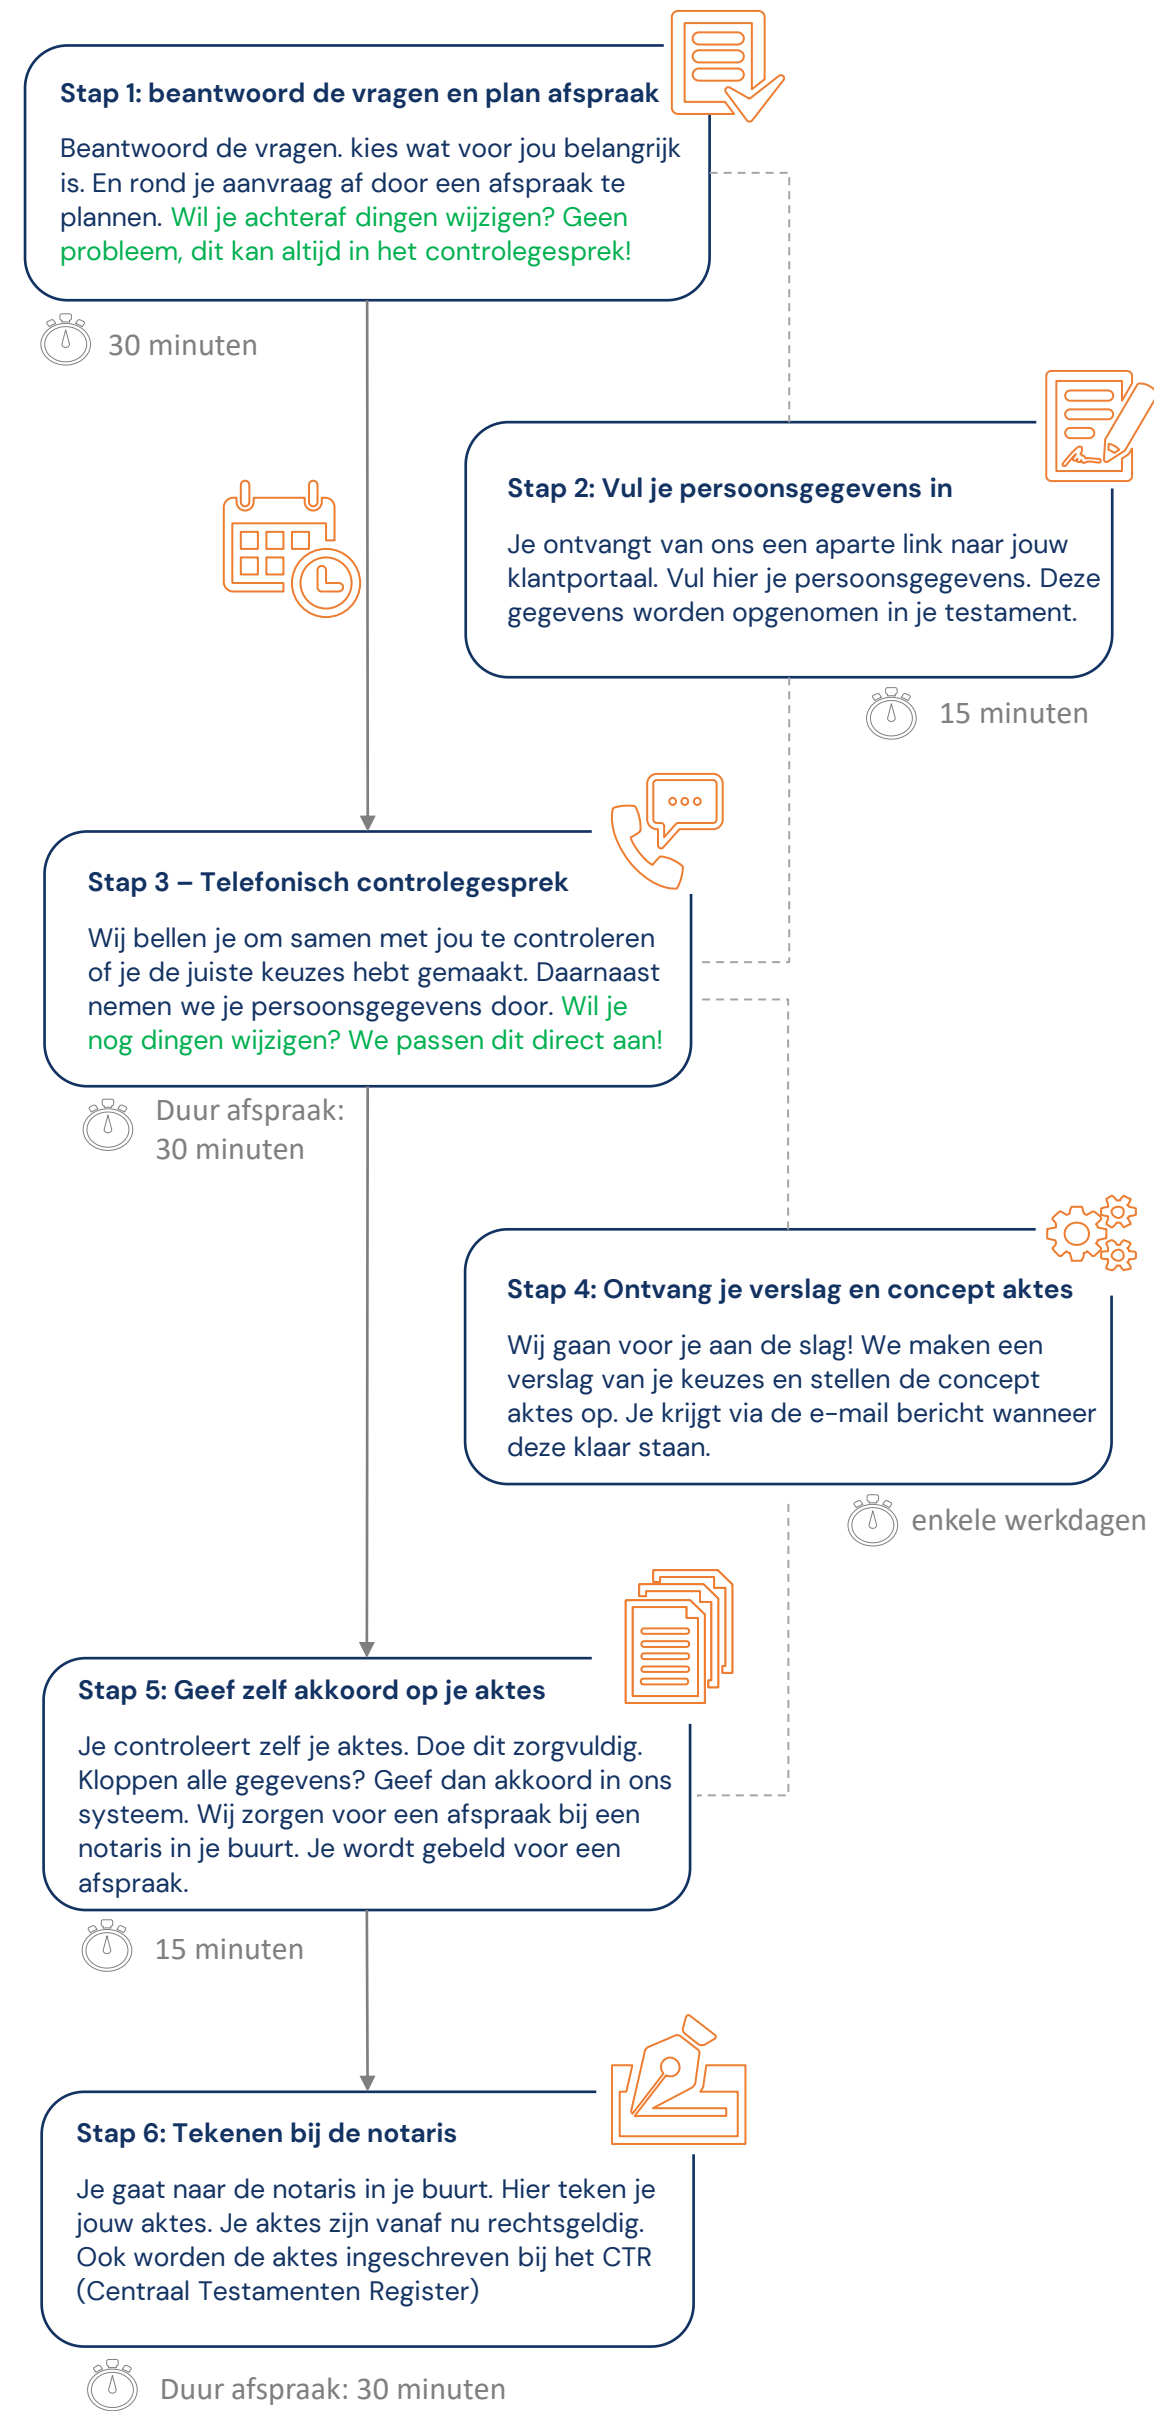 Stap 1: beantwoord de vragen en plan afspraak
Beantwoord de vragen. kies wat voor jou belangrijk
is. En rond je aanvraag af door een afspraak te
plannen. Wil je achteraf dingen wijzigen? Geen
probleem, dit kan altijd in het controlegesprek!
30 minuten
Stap 2: Vul je persoonsgegevens in
Je ontvangt van ons een aparte link naar jouw
klantportaal. Vul hier je persoonsgegevens. Deze
gegevens worden opgenomen in je testament.
15 minuten
Stap 3 – Telefonisch controlegesprek
Wij bellen je om samen met jou te controleren
of je de juiste keuzes hebt gemaakt. Daarnaast
nemen we je persoonsgegevens door. Wil je
nog dingen wijzigen? We passen dit direct aan!
Duur afspraak:
30 minuten
Stap 4: Ontvang je verslag en concept aktes
Wij gaan voor je aan de slag! We maken een
verslag van je keuzes en stellen de concept
aktes op. Je krijgt via de e-mail bericht wanneer
deze klaar staan.
enkele werkdagen
Stap 5: Geef zelf akkoord op je aktes
Je controleert zelf je aktes. Doe dit zorgvuldig.
Kloppen alle gegevens? Geef dan akkoord in ons
systeem. Wij zorgen voor een afspraak bij een
notaris in je buurt. Je wordt gebeld voor een
afspraak.
15 minuten
Stap 6: Tekenen bij de notaris
Je gaat naar de notaris in je buurt. Hier teken je
jouw aktes. Je aktes zijn vanaf nu rechtsgeldig.
Ook worden de aktes ingeschreven bij het CTR
(Centraal Testamenten Register)
Duur afspraak: 30 minuten